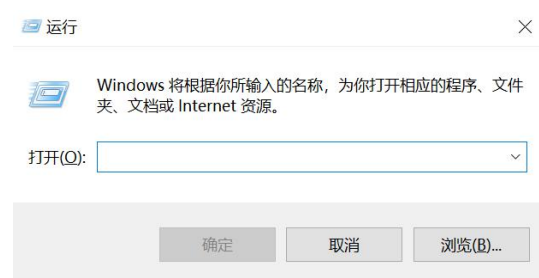 运行
Windows 将根据你所输入的名称，为你打开相应的程序、文件
夹、文档或 Internet 资源。
打开(O):
确定 取消 浏览(B)...